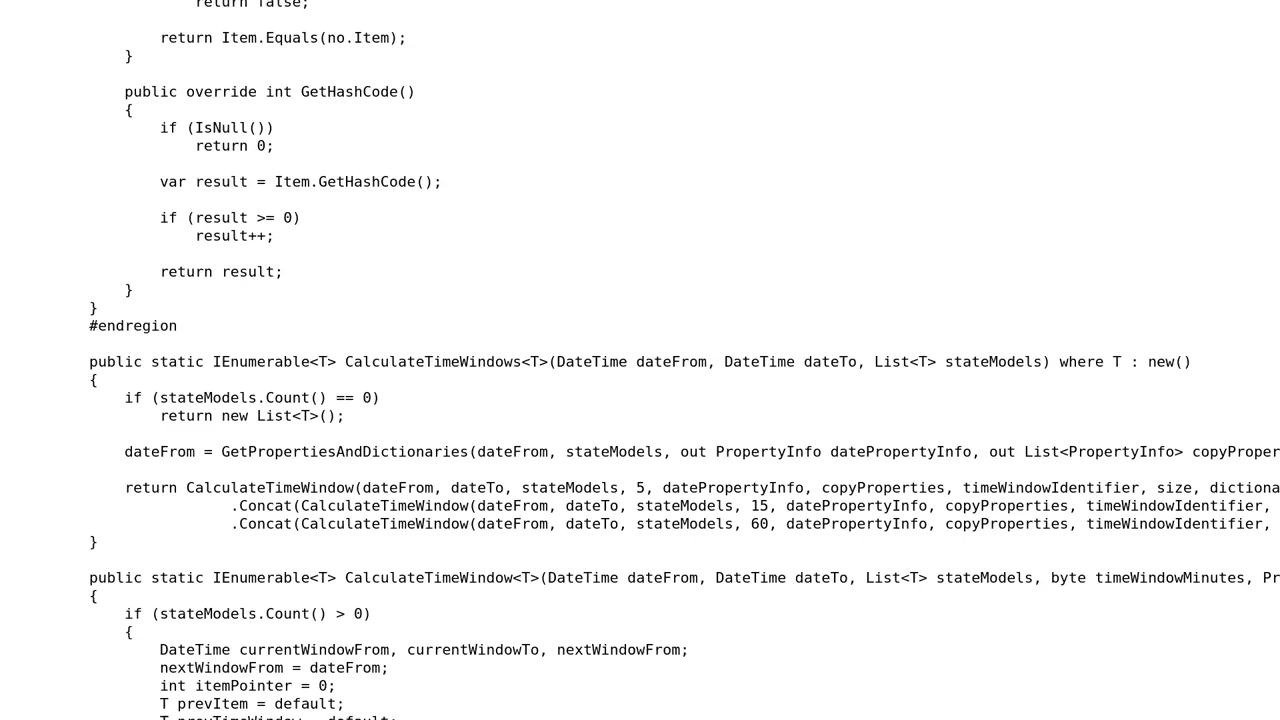 return false;
return Item.Equals(no.Item);
}
public override int GetHashCode()
{
if (IsNull())
return 0;
var result = Item.GetHashCode();
if (result >= 0)
result++;
return result;
}
}
#endregion
public static IEnumerable<T> CalculateTimeWindows<T>(DateTime dateFrom, DateTime dateTo, List<T> stateModels) where T : new()
{
if (stateModels.Count() == 0)
return new List<T>();
dateFrom = GetPropertiesAndDictionaries(dateFrom, stateModels, out PropertyInfo datePropertyInfo, out List<PropertyInfo> copyProper
return CalculateTimeWindow(dateFrom, dateTo, stateModels, 5, datePropertyInfo, copyProperties, timeWindowIdentifier, size, dictiona
.Concat(CalculateTimeWindow(dateFrom, dateTo, stateModels, 15, datePropertyInfo, copyProperties, timeWindowIdentifier,
.Concat(CalculateTimeWindow(dateFrom, dateTo, stateModels, 60, datePropertyInfo, copyProperties, timeWindowIdentifier,
}
public static IEnumerable<T> CalculateTimeWindow<T>(DateTime dateFrom, DateTime dateTo, List<T> stateModels, byte timeWindowMinutes, Pr
{
if (stateModels.Count() > 0)
{
DateTime currentWindowFrom, currentWindowTo, nextWindowFrom;
nextWindowFrom = dateFrom;
int itemPointer = 0;
T prevItem = default;
T prevTimeWindow = default;